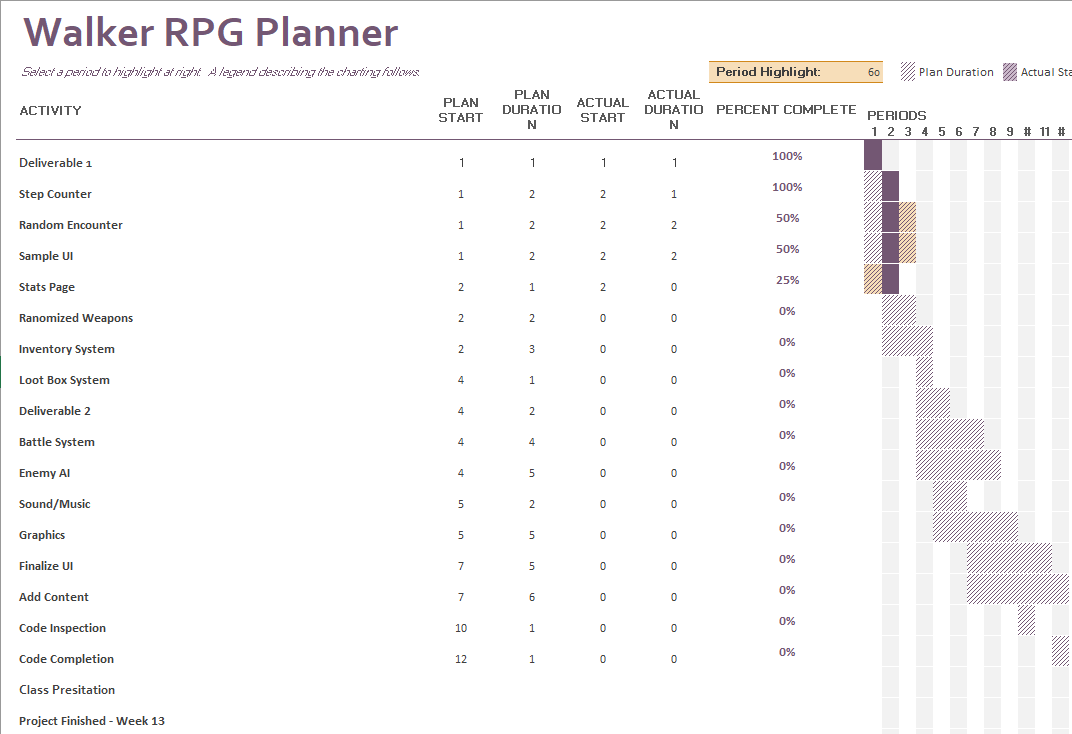 Walker RPG Planner
Select a period to highlight at right. A legend describing the charting follows.
Period Highlight: 60 Plan Duration Actual Sta
ACTIVITY PLAN START PLAN DURATION ACTUAL START ACTUAL DURATION PERCENT COMPLETE PERIODS
1 2 3 4 5 6 7 8 9 # 11 #
Deliverable 1 1 1 1 1 100%
Step Counter 1 2 2 1 100%
Random Encounter 1 2 2 2 50%
Sample UI 1 2 2 2 50%
Stats Page 2 1 2 0 25%
Ranomized Weapons 2 2 0 0 0%
Inventory System 2 3 0 0 0%
Loot Box System 4 1 0 0 0%
Deliverable 2 4 2 0 0 0%
Battle System 4 4 0 0 0%
Enemy AI 4 5 0 0 0%
Sound/Music 5 2 0 0 0%
Graphics 5 5 0 0 0%
Finalize UI 7 5 0 0 0%
Add Content 7 6 0 0 0%
Code Inspection 10 1 0 0 0%
Code Completion 12 1 0 0 0%
Class Presitation
Project Finished - Week 13